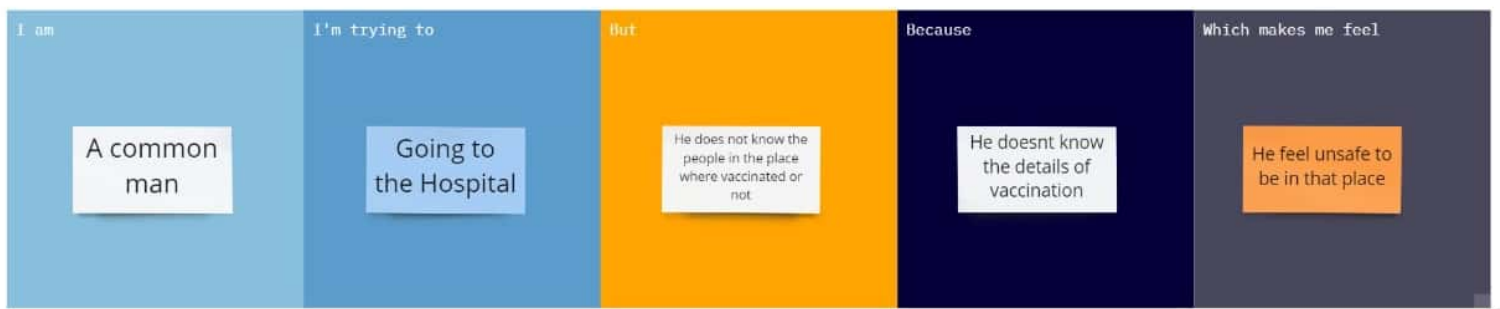 I am
A common
man
I'm trying to
Going to
the Hospital
But
He does not know the
people in the place
where vaccinated or
not
Because
He doesnt know
the details of
vaccination
Which makes me feel
He feel unsafe to
be in that place